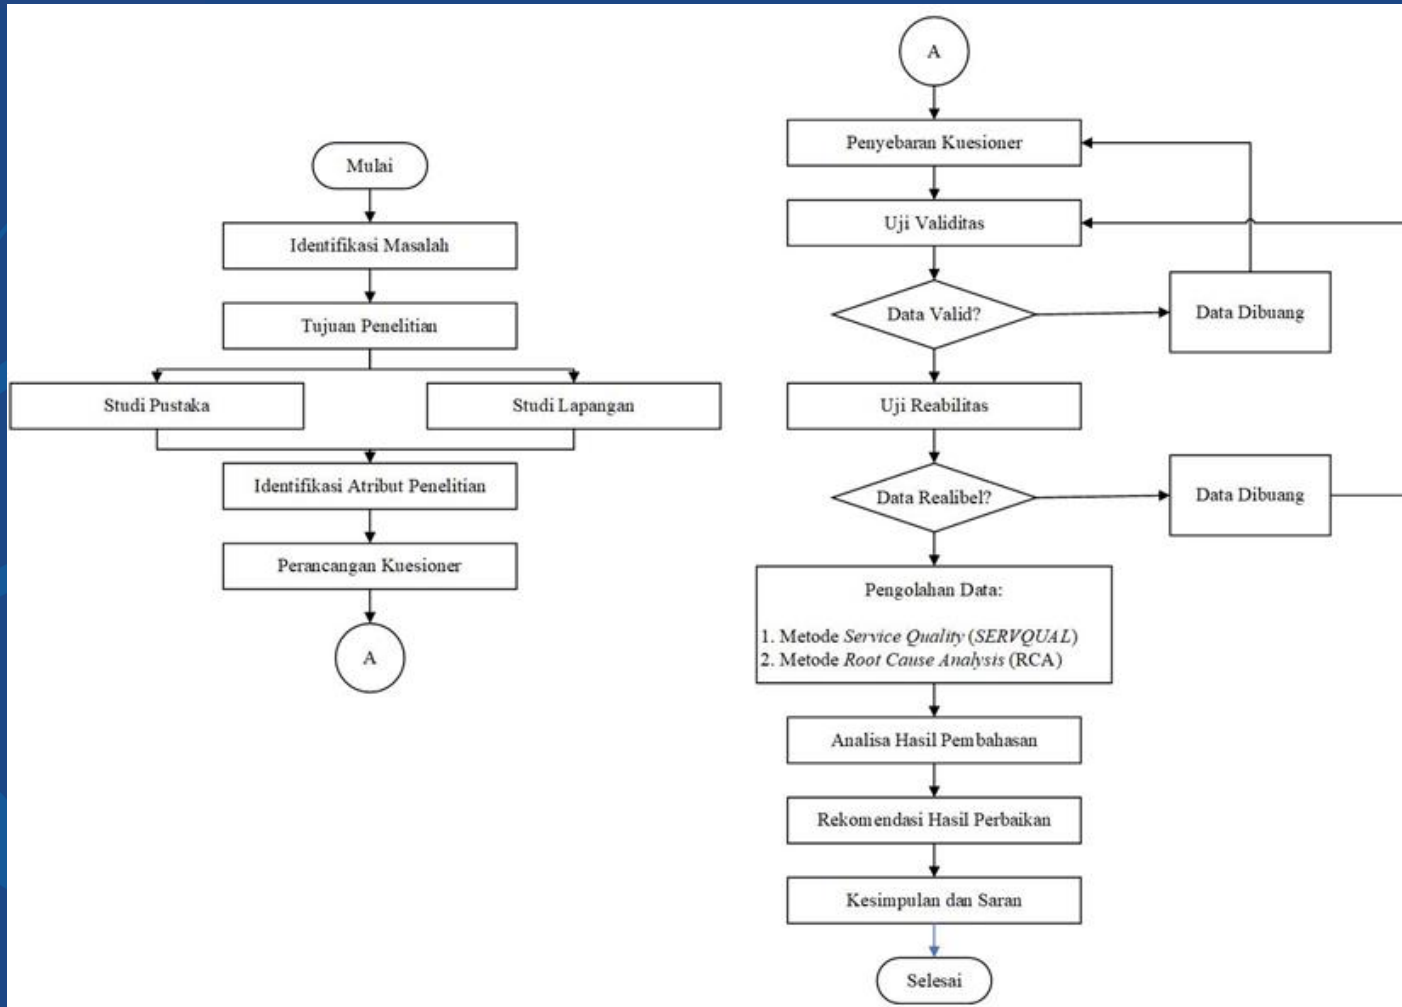 Mulai
Identifikasi Masalah
Tujuan Penelitian
Studi Pustaka
Studi Lapangan
Identifikasi Atribut Penelitian
Perancangan Kuesioner
A
A
Penyebaran Kuesioner
Uji Validitas
Data Valid?
Data Dibuang
Uji Reabilitas
Data Realibel?
Data Dibuang
Pengolahan Data:
1. Metode Service Quality (SERVQUAL)
2. Metode Root Cause Analysis (RCA)
Analisa Hasil Pembahasan
Rekomendasi Hasil Perbaikan
Kesimpulan dan Saran
Selesai